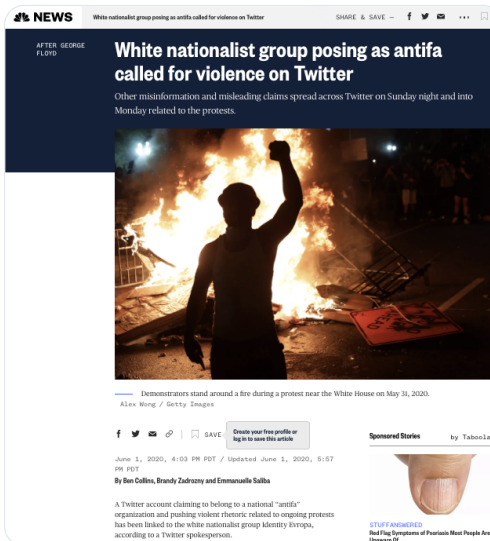 NEWS
White nationalist group posing as antifa called for violence on Twitter
SHARE & SAVE —
AFTER GEORGE
FLOYD
White nationalist group posing as antifa
called for violence on Twitter
Other misinformation and misleading claims spread across Twitter on Sunday night and into
Monday related to the protests.
Demonstrators stand around a fire during a protest near the White House on May 31, 2020.
Alex Wong / Getty Images
SAVE
Create your free profile or
log in to save this article
June 1, 2020, 4:03 PM PDT / Updated June 1, 2020, 5:57
PM PDT
By Ben Collins, Brandy Zadrozny and Emmanuelle Saliba
A Twitter account claiming to belong to a national “antifa”
organization and pushing violent rhetoric related to ongoing protests
has been linked to the white nationalist group Identity Evropa,
according to a Twitter spokesperson.
Sponsored Stories
by Taboola
STUFFANSWERED
Red Flag Symptoms of Psoriasis Most People Are
Unaware Of